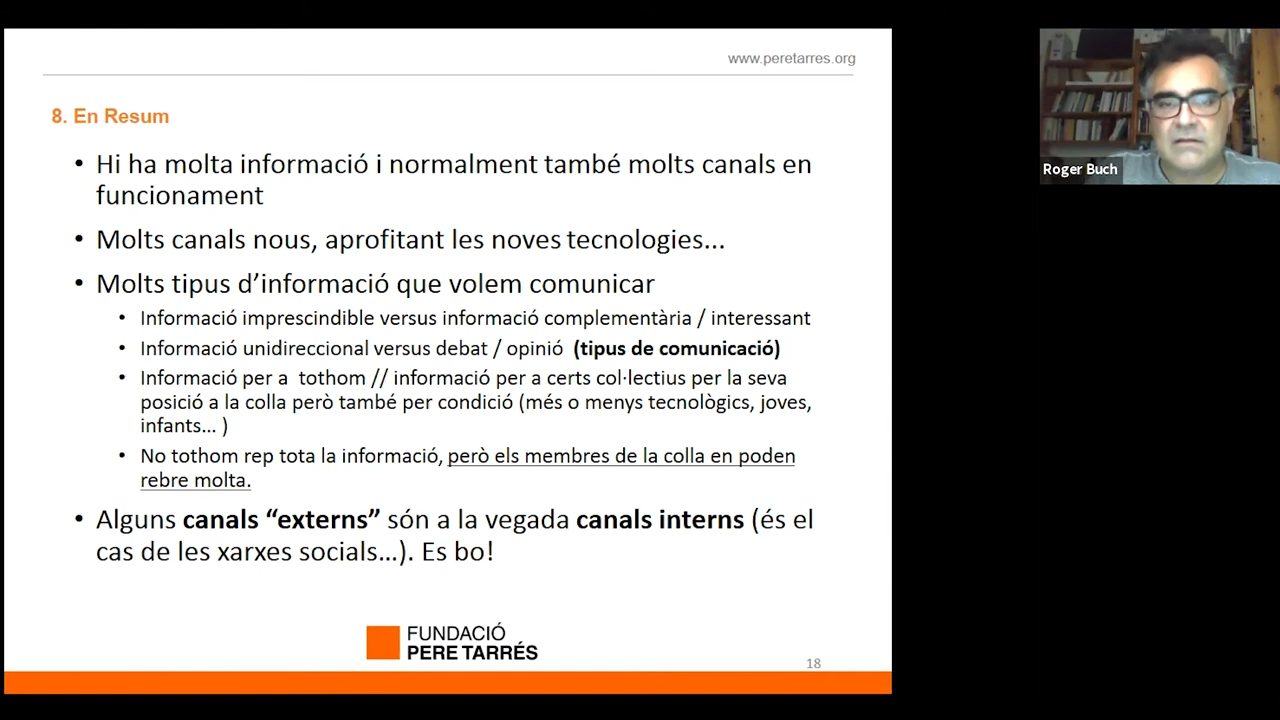 www.peretarres.org
8. En Resum
• Hi ha molta informació i normalment també molts canals en
funcionament
• Molts canals nous, aprofitant les noves tecnologies...
• Molts tipus d’informació que volem comunicar
• Informació imprescindible versus informació complementària / interessant
• Informació unidireccional versus debat / opinió (tipus de comunicació)
• Informació per a tothom // informació per a certs col·lectius per la seva
posició a la colla però també per condició (més o menys tecnològics, joves,
infants... )
• No tothom rep tota la informació, però els membres de la colla en poden
rebre molta.
• Alguns canals “externs” són a la vegada canals interns (és el
cas de les xarxes socials...). Es bo!
FUNDACIÓ
PERE TARRÉS
18
Roger Buch